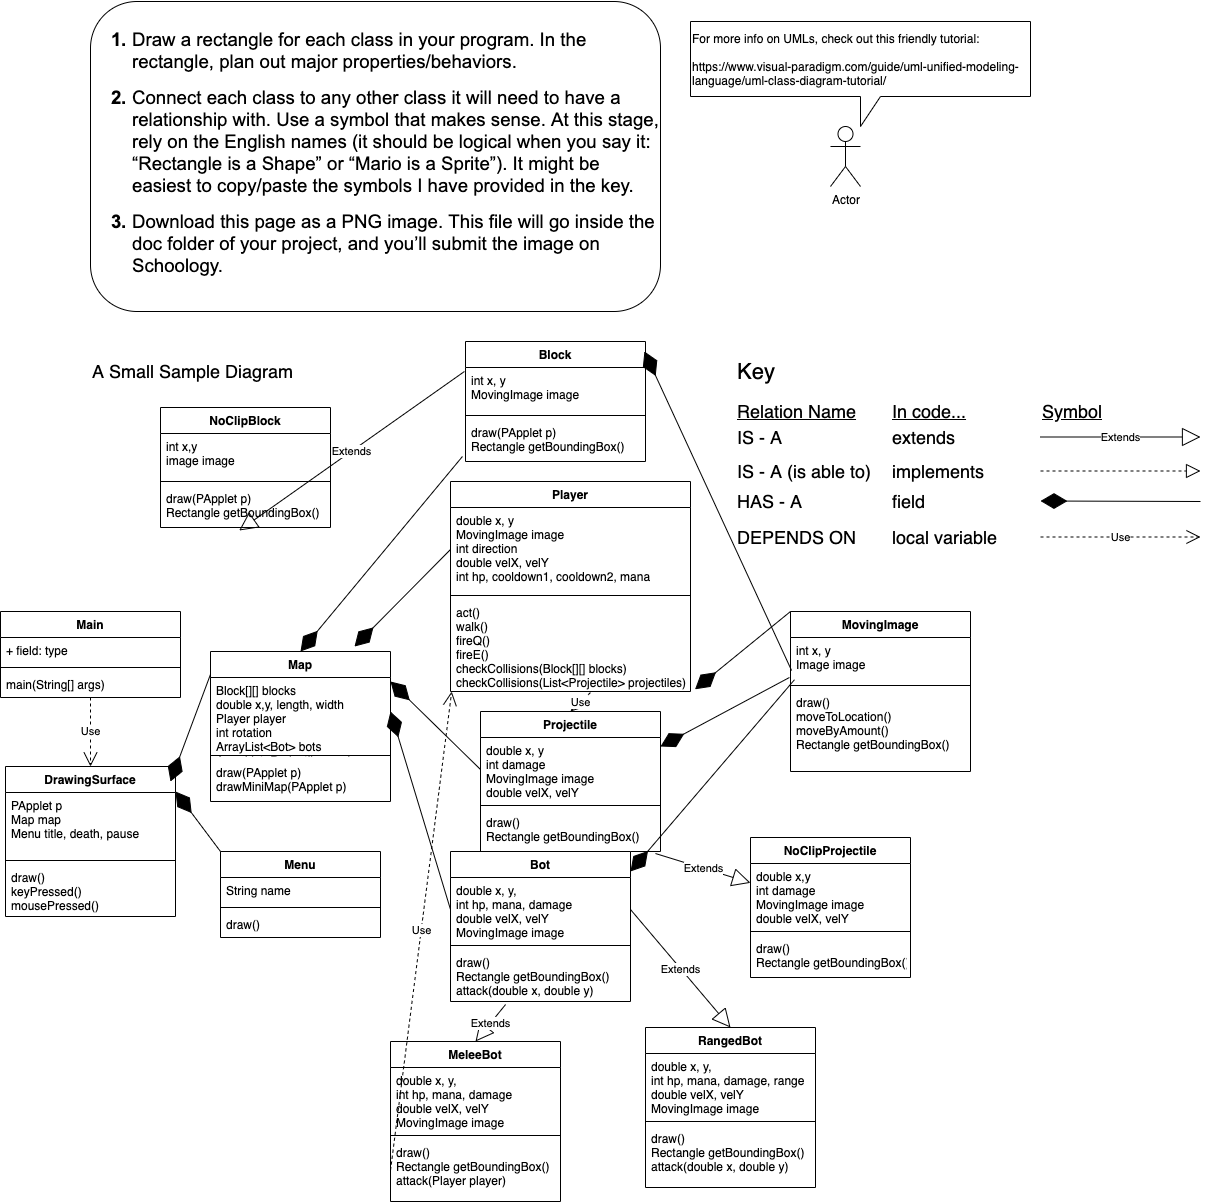 1. Draw a rectangle for each class in your program. In the
rectangle, plan out major properties/behaviors.
2. Connect each class to any other class it will need to have a
relationship with. Use a symbol that makes sense. At this stage,
rely on the English names (it should be logical when you say it:
“Rectangle is a Shape” or “Mario is a Sprite”). It might be
easiest to copy/paste the symbols I have provided in the key.
3. Download this page as a PNG image. This file will go inside the
doc folder of your project, and you’ll submit the image on
Schoology.
For more info on UMLs, check out this friendly tutorial:
https://www.visual-paradigm.com/guide/uml-unified-modeling-
language/uml-class-diagram-tutorial/
Actor
A Small Sample Diagram
Key
Relation Name In code... Symbol
IS - A extends Extends
IS - A (is able to) implements
HAS - A field
DEPENDS ON local variable Use
Block
int x, y
MovingImage image
draw(PApplet p)
Rectangle getBoundingBox()
NoClipBlock
int x,y
image image
draw(PApplet p)
Rectangle getBoundingBox()
Extends
Player
double x, y
MovingImage image
int direction
double velX, velY
int hp, cooldown1, cooldown2, mana
act()
walk()
fireQ()
fireE()
checkCollisions(Block[][] blocks)
checkCollisions(List<Projectile> projectiles)
Use
Main
+ field: type
main(String[] args)
Use
Map
Block[][] blocks
double x,y, length, width
Player player
int rotation
ArrayList<Bot> bots
draw(PApplet p)
drawMiniMap(PApplet p)
MovingImage
int x, y
Image image
draw()
moveToLocation()
moveByAmount()
Rectangle getBoundingBox()
Projectile
double x, y
int damage
MovingImage image
double velX, velY
draw()
Rectangle getBoundingBox()
DrawingSurface
PApplet p
Map map
Menu title, death, pause
draw()
keyPressed()
mousePressed()
Menu
String name
draw()
Bot
double x, y,
int hp, mana, damage
double velX, velY
MovingImage image
draw()
Rectangle getBoundingBox()
attack(double x, double y)
Extends
NoClipProjectile
double x,y
int damage
MovingImage image
double velX, velY
draw()
Rectangle getBoundingBox(
Use
Extends
Extends
MeleeBot
double x, y,
int hp, mana, damage
double velX, velY
MovingImage image
draw()
Rectangle getBoundingBox()
attack(Player player)
RangedBot
double x, y,
int hp, mana, damage, range
double velX, velY
MovingImage image
draw()
Rectangle getBoundingBox()
attack(double x, double y)